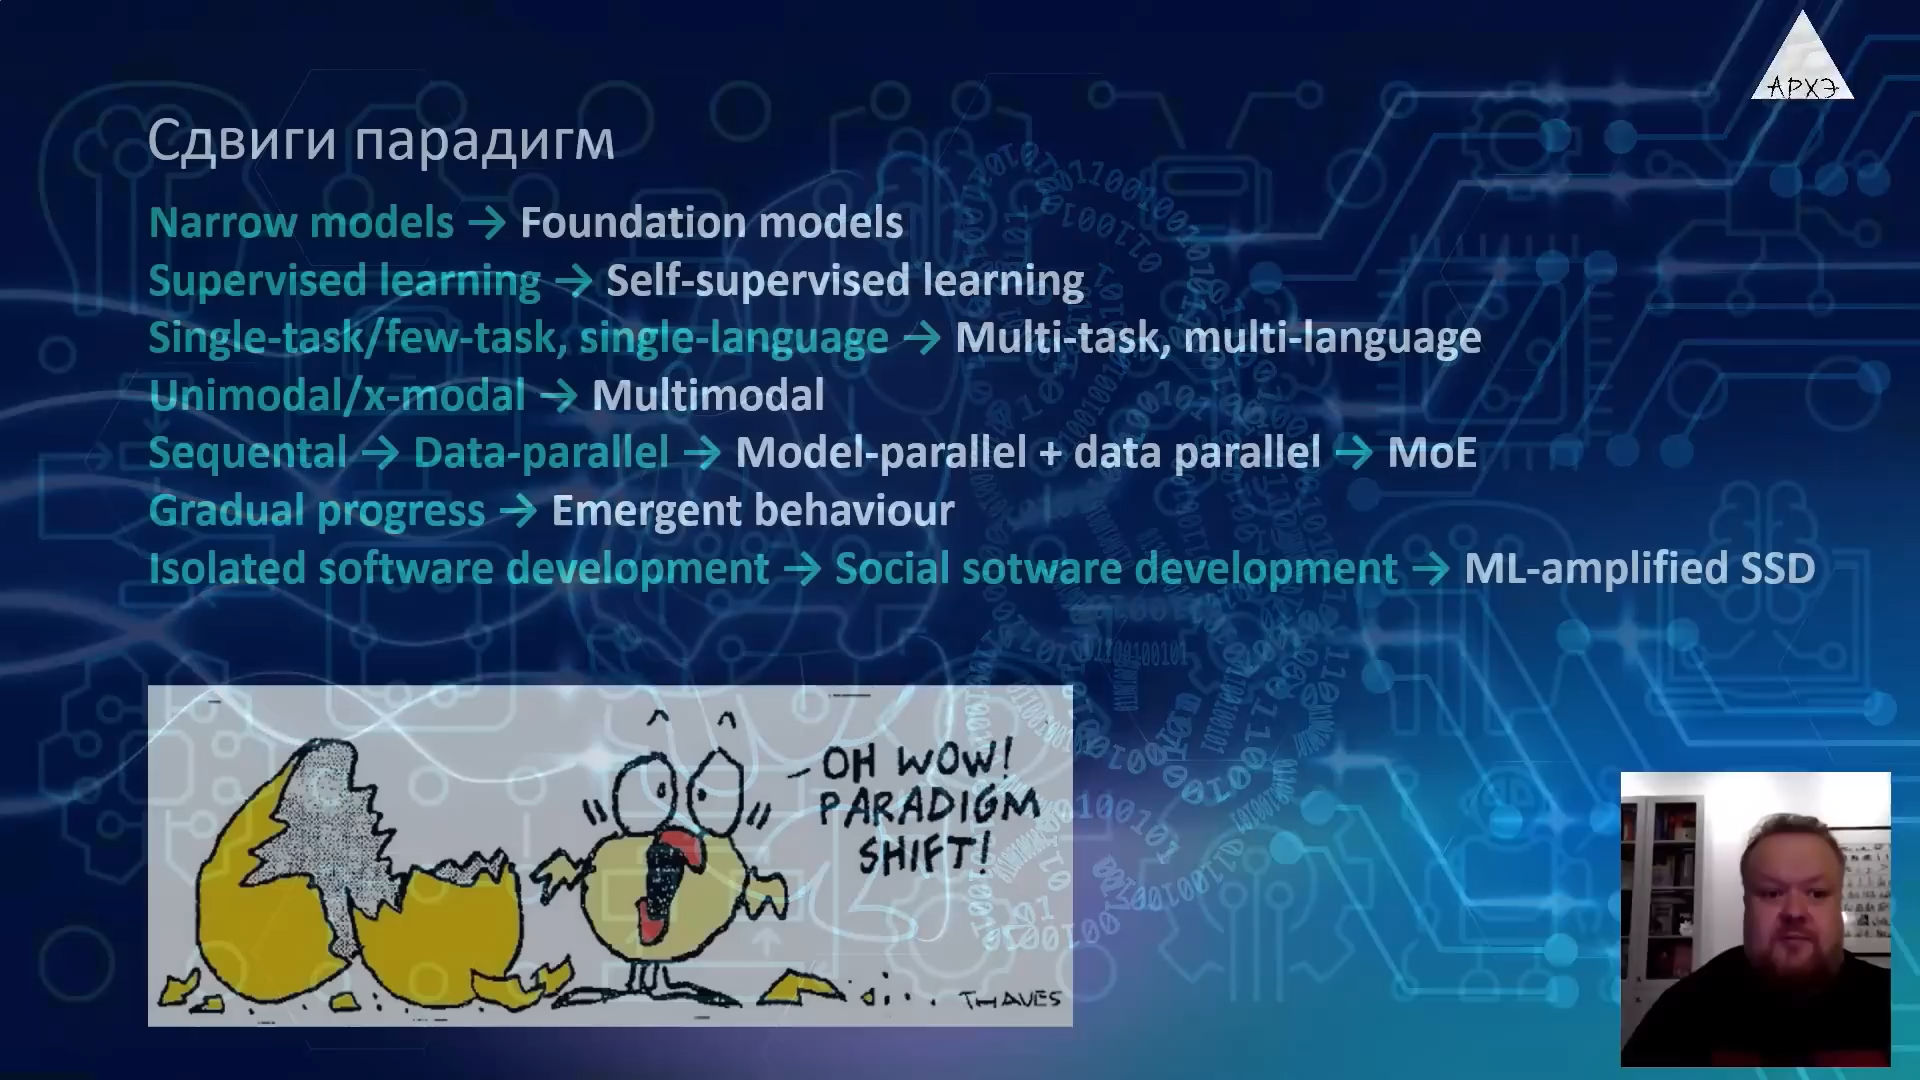 АРХЭ
Сдвиги парадигм
Narrow models → Foundation models
Supervised learning → Self-supervised learning
Single-task/few-task, single-language → Multi-task, multi-language
Unimodal/x-modal → Multimodal
Sequental → Data-parallel → Model-parallel + data parallel → MoE
Gradual progress → Emergent behaviour
Isolated software development → Social sotware development → ML-amplified SSD
OH WOW!
PARADIGM
SHIFT!
THAVES